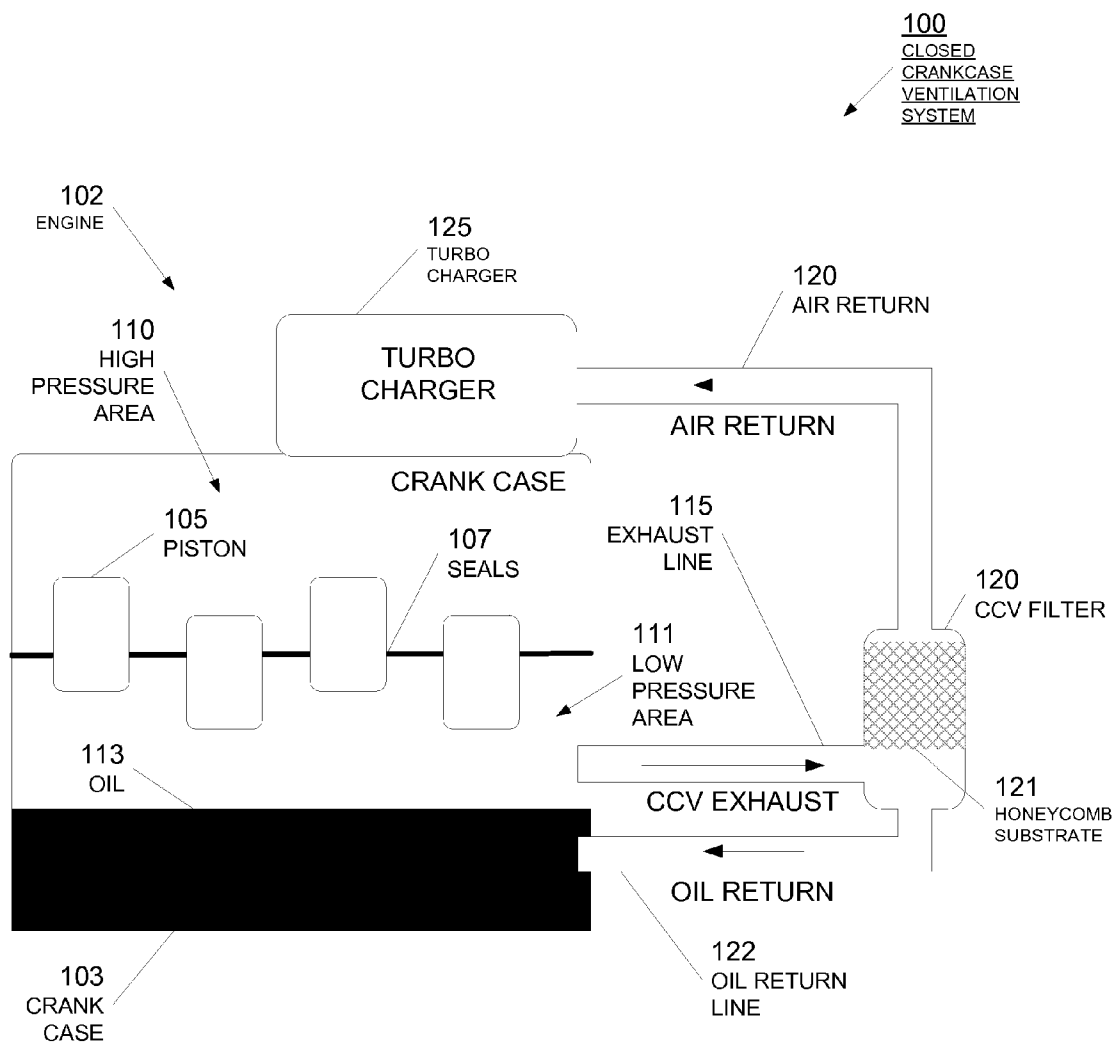 100
CLOSED
CRANKCASE
VENTILATION
SYSTEM
102
ENGINE
125
TURBO
CHARGER
120
AIR RETURN
110
HIGH
PRESSURE
AREA
TURBO
CHARGER
AIR RETURN
CRANK CASE
115
EXHAUST
LINE
105
PISTON
107
SEALS
120
CCV FILTER
111
LOW
PRESSURE
AREA
113
OIL
CCV EXHAUST
121
HONEYCOMB
SUBSTRATE
OIL RETURN
122
OIL RETURN
LINE
103
CRANK
CASE